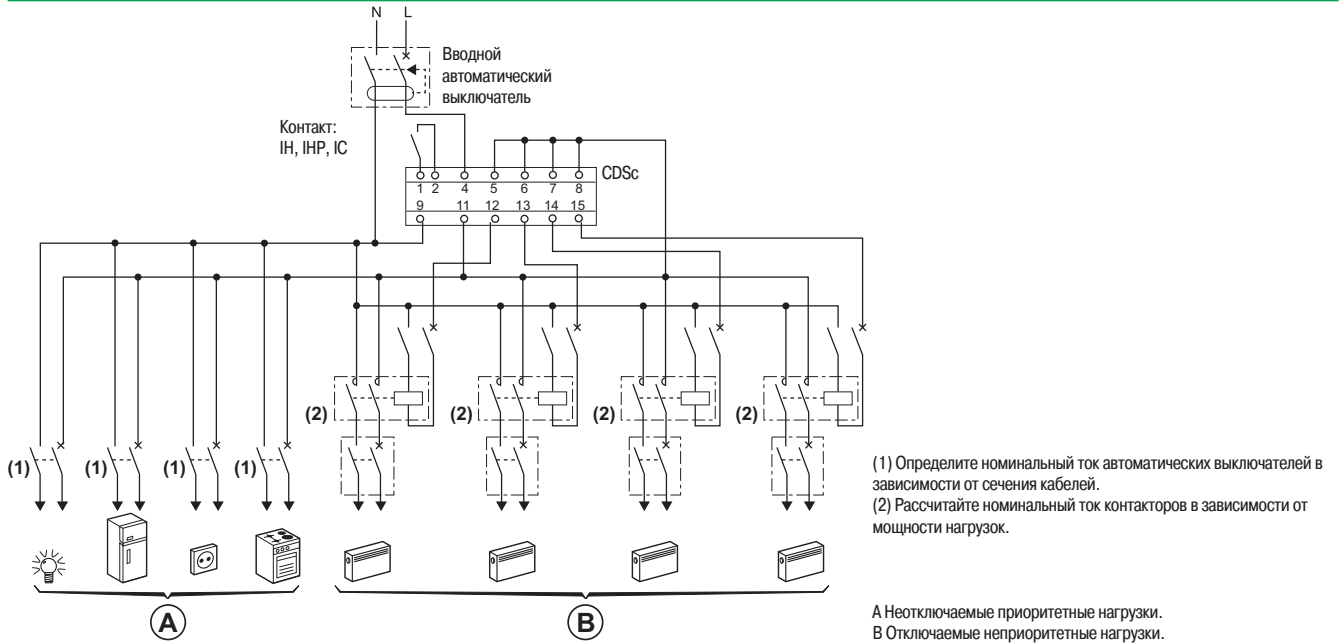 N L
Вводной
автоматический
выключатель
Контакт:
IH, IHP, IC
CDSc
1 2 4 5 6 7 8
9 11 12 13 14 15
(2) (2) (2) (2)
(1) (1) (1) (1)
(1) Определите номинальный ток автоматических выключателей в
зависимости от сечения кабелей.
(2) Рассчитайте номинальный ток контакторов в зависимости от
мощности нагрузок.
A B
A Неотключаемые приоритетные нагрузки.
B Отключаемые неприоритетные нагрузки.